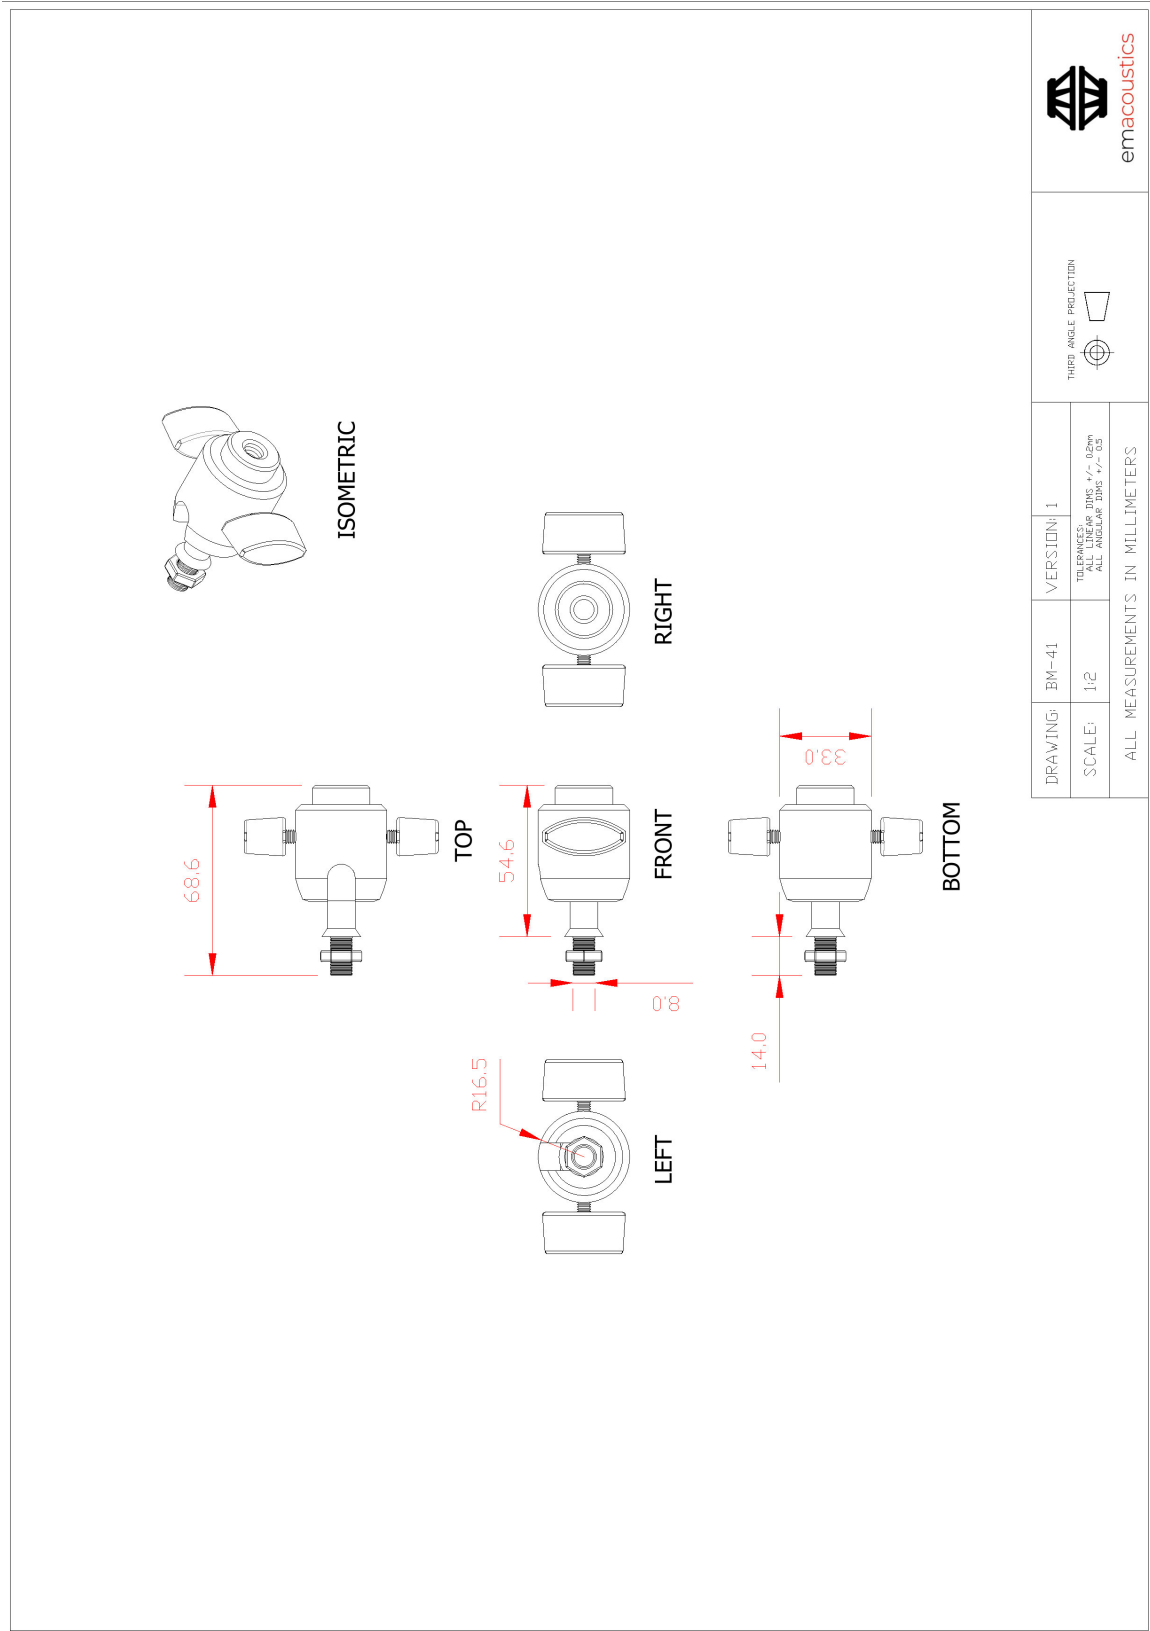 ISOMETRIC
68.6
TOP
R16.5
LEFT
54.6
8.0
FRONT
RIGHT
14.0
33.0
BOTTOM
DRAWING: BM-41
VERSION: 1
SCALE: 1:2
TOLERANCES:
ALL LINEAR DIMS +/- 0.2mm
ALL ANGULAR DIMS +/- 0.5
ALL MEASUREMENTS IN MILLIMETERS
THIRD ANGLE PROJECTION
emacoustics